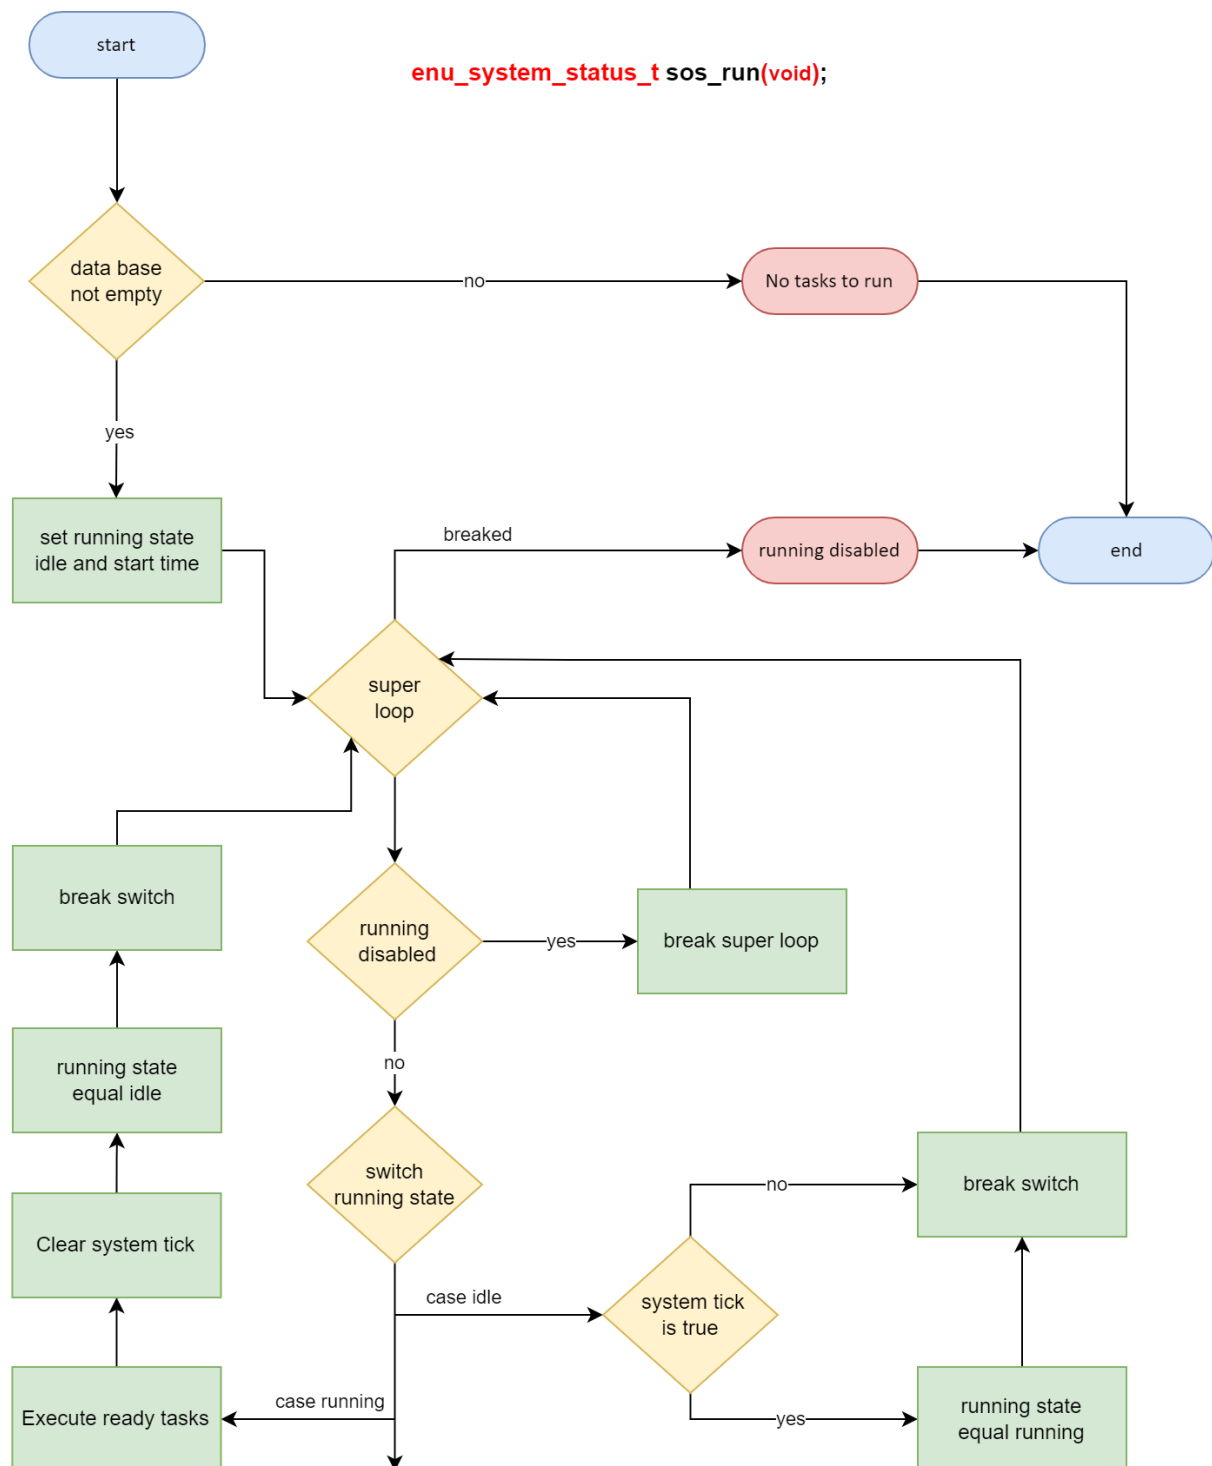 start
enu_system_status_t sos_run(void);
data base
not empty
no
No tasks to run
yes
set running state
idle and start time
breaked
running disabled
end
super
loop
break switch
running
disabled
yes
break super loop
running state
equal idle
no
switch
running state
no
break switch
Clear system tick
case idle
system tick
is true
case running
Execute ready tasks
yes
running state
equal running